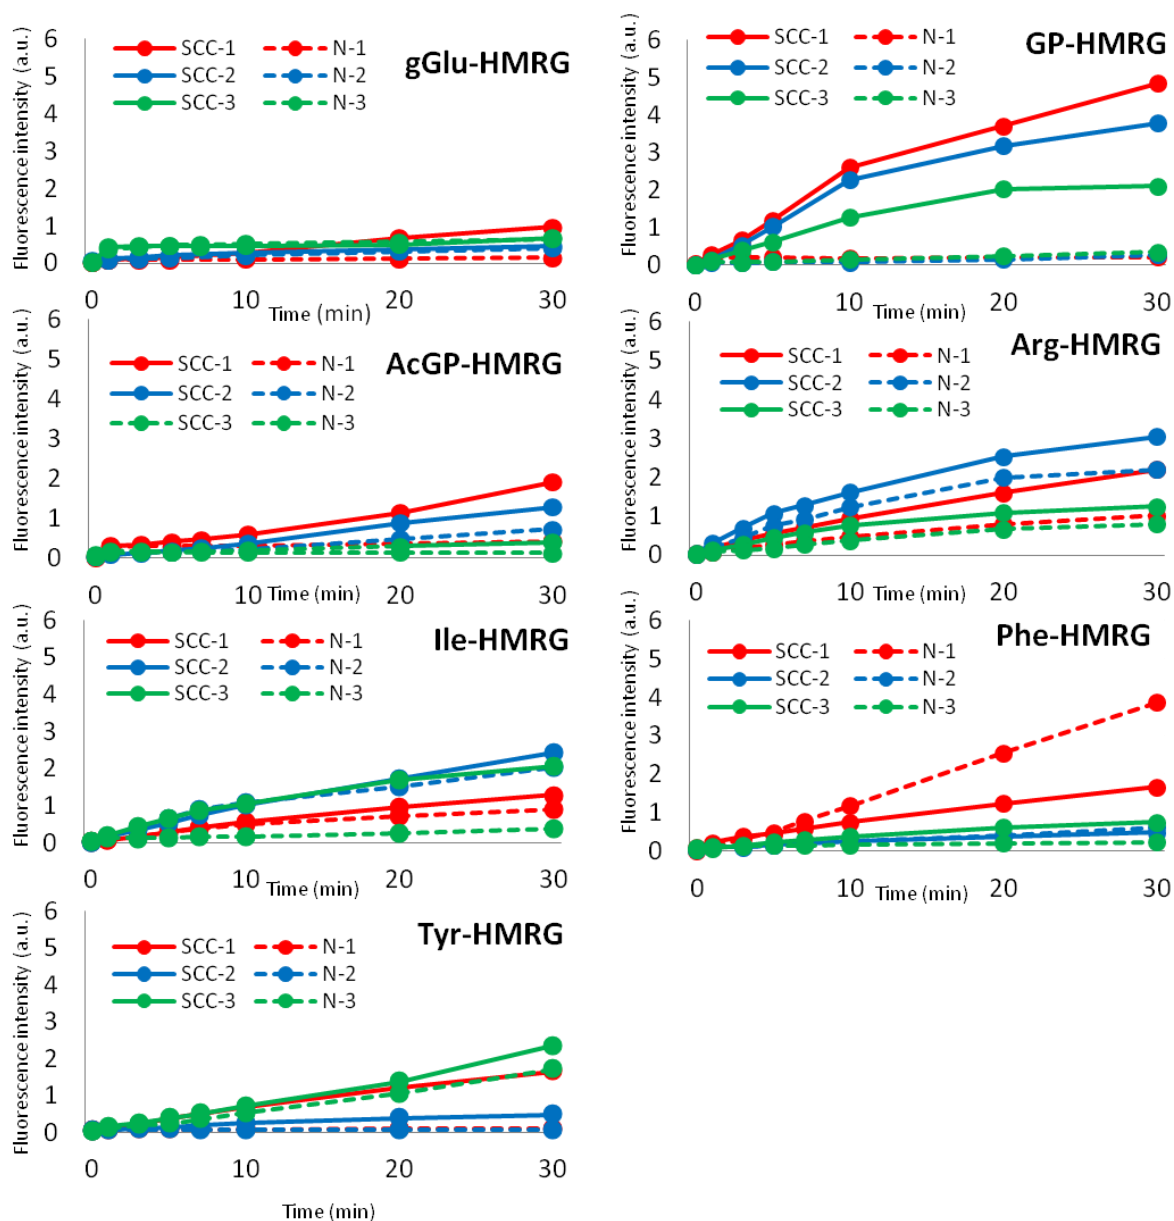 gGlu-HMRG
SCC-1 N-1
SCC-2 N-2
SCC-3 N-3
Fluorescence intensity (a.u.)
6
5
4
3
2
1
0
0 10 20 30
Time (min)
GP-HMRG
SCC-1 N-1
SCC-2 N-2
SCC-3 N-3
Fluorescence intensity (a.u.)
6
5
4
3
2
1
0
0 10 20 30
Time (min)
AcGP-HMRG
SCC-1 N-1
SCC-2 N-2
SCC-3 N-3
Fluorescence intensity (a.u.)
6
5
4
3
2
1
0
0 10 20 30
Time (min)
Arg-HMRG
SCC-1 N-1
SCC-2 N-2
SCC-3 N-3
Fluorescence intensity (a.u.)
6
5
4
3
2
1
0
0 10 20 30
Time (min)
Ile-HMRG
SCC-1 N-1
SCC-2 N-2
SCC-3 N-3
Fluorescence intensity (a.u.)
6
5
4
3
2
1
0
0 10 20 30
Time (min)
Phe-HMRG
SCC-1 N-1
SCC-2 N-2
SCC-3 N-3
Fluorescence intensity (a.u.)
6
5
4
3
2
1
0
0 10 20 30
Time (min)
Tyr-HMRG
SCC-1 N-1
SCC-2 N-2
SCC-3 N-3
Fluorescence intensity (a.u.)
6
5
4
3
2
1
0
0 10 20 30
Time (min)